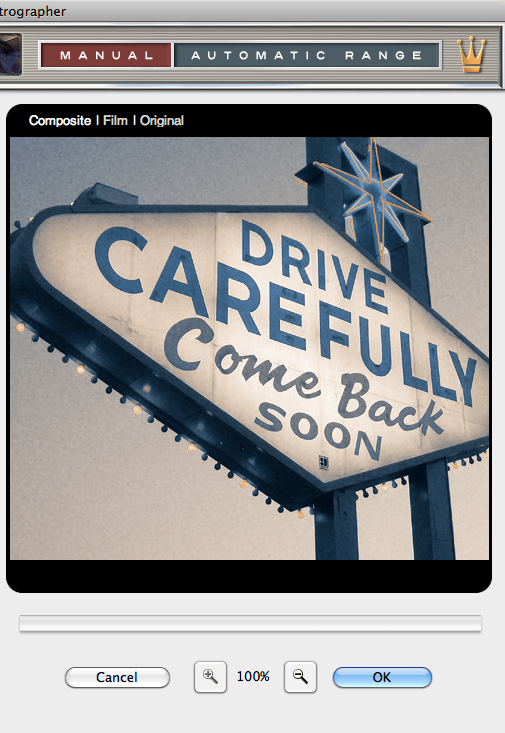 trographer
MANUAL AUTOMATIC RANGE
Composite | Film | Original
DRIVE
CAREFULLY
Come Back
SOON
Cancel 100% OK